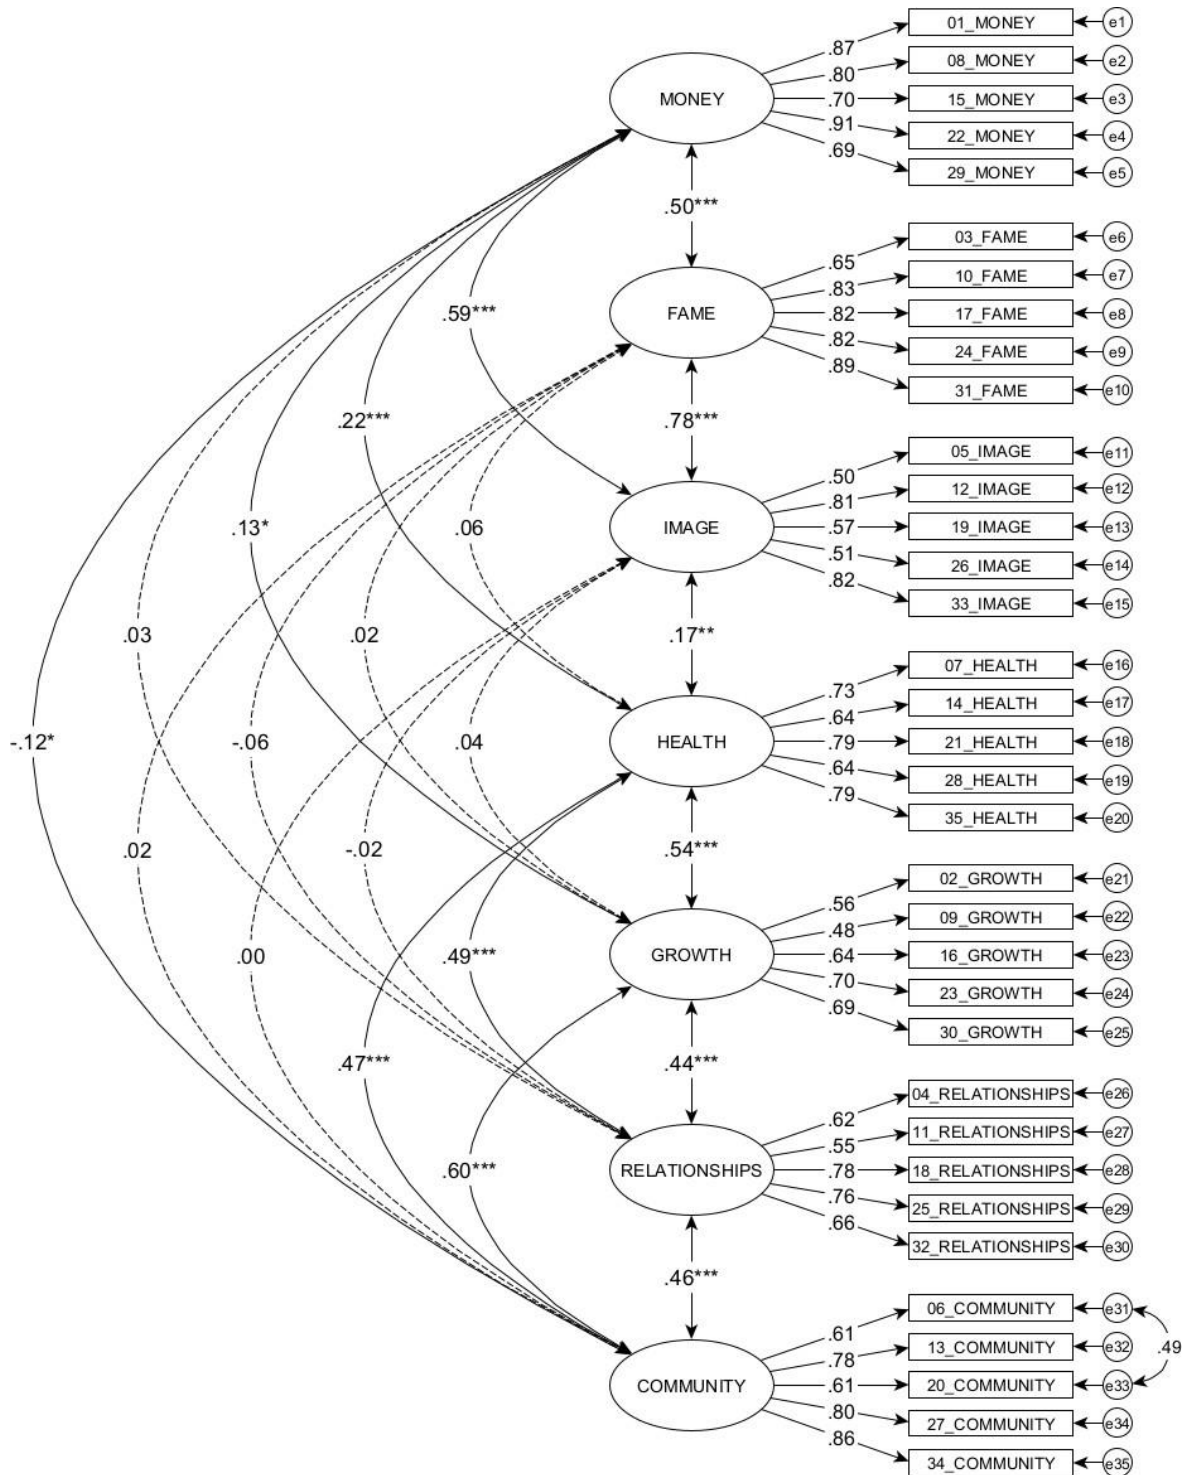 01_MONEY e1
.87
08_MONEY e2
.80
MONEY .70 15_MONEY e3
.91
22_MONEY e4
.69
29_MONEY e5
.50***
03_FAME e6
.65
10_FAME e7
.83
.59*** FAME .82 17_FAME e8
.82
24_FAME e9
.89
31_FAME e10
.22*** .78***
05_IMAGE e11
.50
12_IMAGE e12
.81
.13* .06 IMAGE .57 19_IMAGE e13
.51
26_IMAGE e14
.82
33_IMAGE e15
.03 .02 .17**
07_HEALTH e16
.73
14_HEALTH e17
.64
-.12* -.06 .04 HEALTH .79 21_HEALTH e18
.64
28_HEALTH e19
.79
35_HEALTH e20
.02 -.02 .54***
02_GROWTH e21
.56
09_GROWTH e22
.48
.00 .49*** GROWTH .64 16_GROWTH e23
.70
23_GROWTH e24
.69
30_GROWTH e25
.47*** .44***
04_RELATIONSHIPS e26
.62
11_RELATIONSHIPS e27
.55
.60*** RELATIONSHIPS .78 18_RELATIONSHIPS e28
.76
25_RELATIONSHIPS e29
.66
32_RELATIONSHIPS e30
.46***
06_COMMUNITY e31
.61
13_COMMUNITY e32 .49
.78
COMMUNITY .61 20_COMMUNITY e33
.80
27_COMMUNITY e34
.86
34_COMMUNITY e35